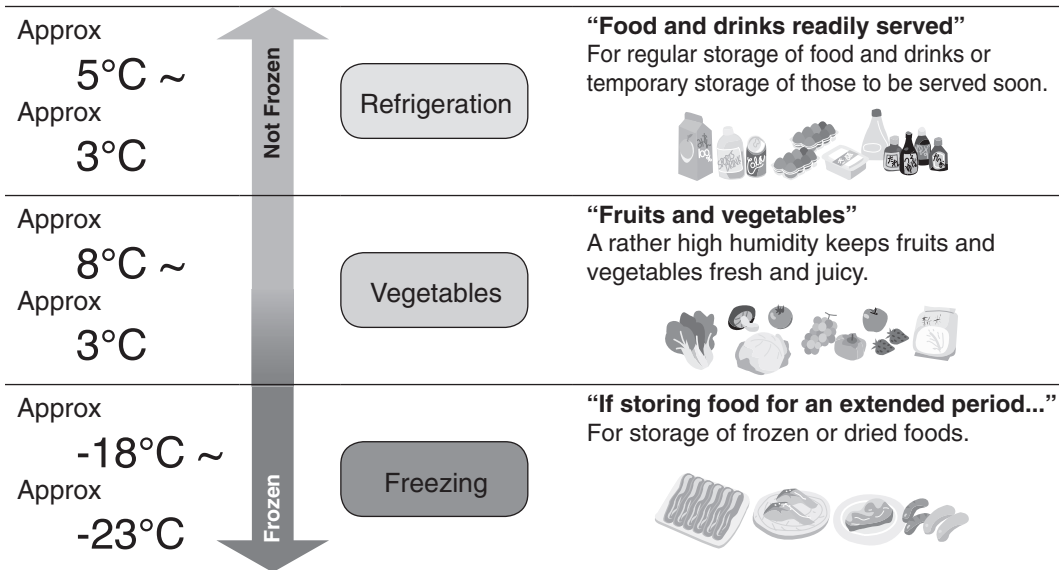 Approx
5°C ~
Approx
3°C
Not Frozen
Refrigeration
“Food and drinks readily served”
For regular storage of food and drinks or
temporary storage of those to be served soon.
Approx
8°C ~
Approx
3°C
Vegetables
“Fruits and vegetables”
A rather high humidity keeps fruits and
vegetables fresh and juicy.
Approx
-18°C ~
Approx
-23°C
Frozen
Freezing
“If storing food for an extended period...”
For storage of frozen or dried foods.